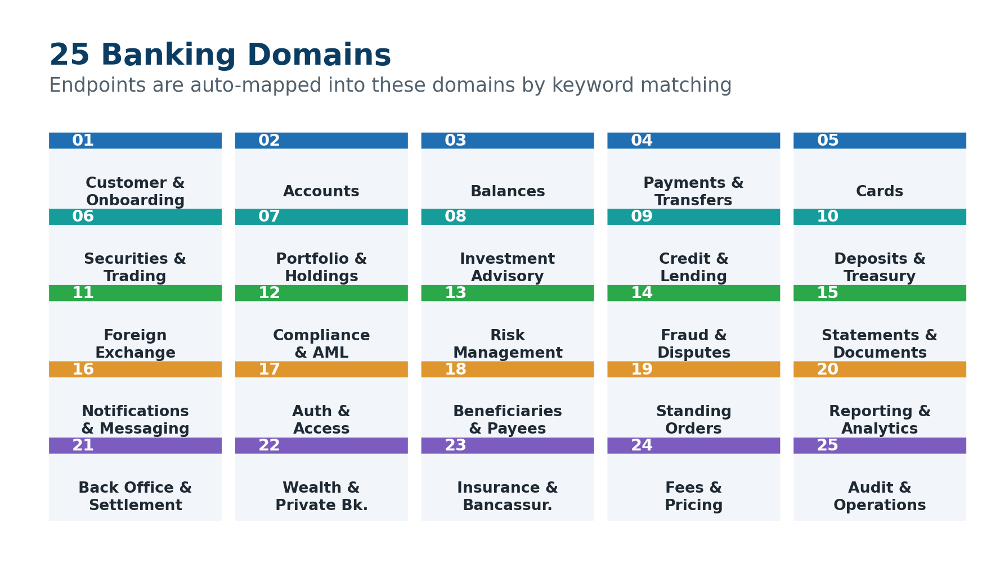 25 Banking Domains
Endpoints are auto-mapped into these domains by keyword matching
01
Customer &
Onboarding
02
Accounts
03
Balances
04
Payments &
Transfers
05
Cards
06
Securities &
Trading
07
Portfolio &
Holdings
08
Investment
Advisory
09
Credit &
Lending
10
Deposits &
Treasury
11
Foreign
Exchange
12
Compliance
& AML
13
Risk
Management
14
Fraud &
Disputes
15
Statements &
Documents
16
Notifications
& Messaging
17
Auth &
Access
18
Beneficiaries
& Payees
19
Standing
Orders
20
Reporting &
Analytics
21
Back Office &
Settlement
22
Wealth &
Private Bk.
23
Insurance &
Bancassur.
24
Fees &
Pricing
25
Audit &
Operations